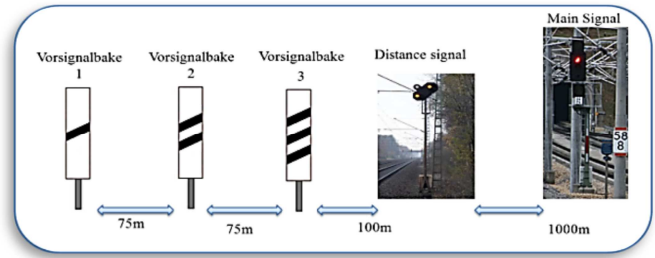 Main Signal
Vorsignalbake
1
Vorsignalbake
2
Vorsignalbake
3
Distance signal
58
8
75m
75m
100m
1000m